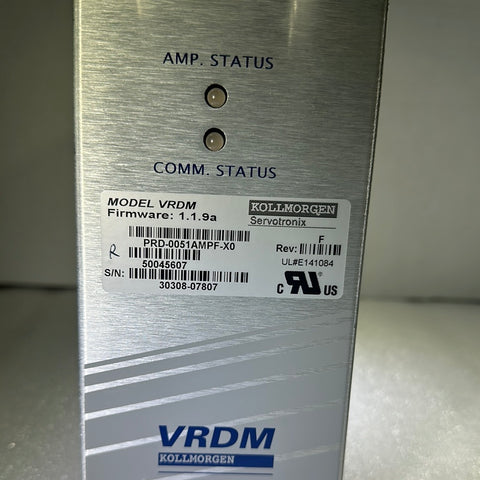 AMP. STATUS
COMM. STATUS
MODEL VRDM
Firmware: 1.1.9a
KOLLMORGEN
Servotronix
R
PRD-0051AMPF-X0
Rev: F
50045607
UL#E141084
S/N:
30308-07807
C RU US
VRDM
KOLLMORGEN